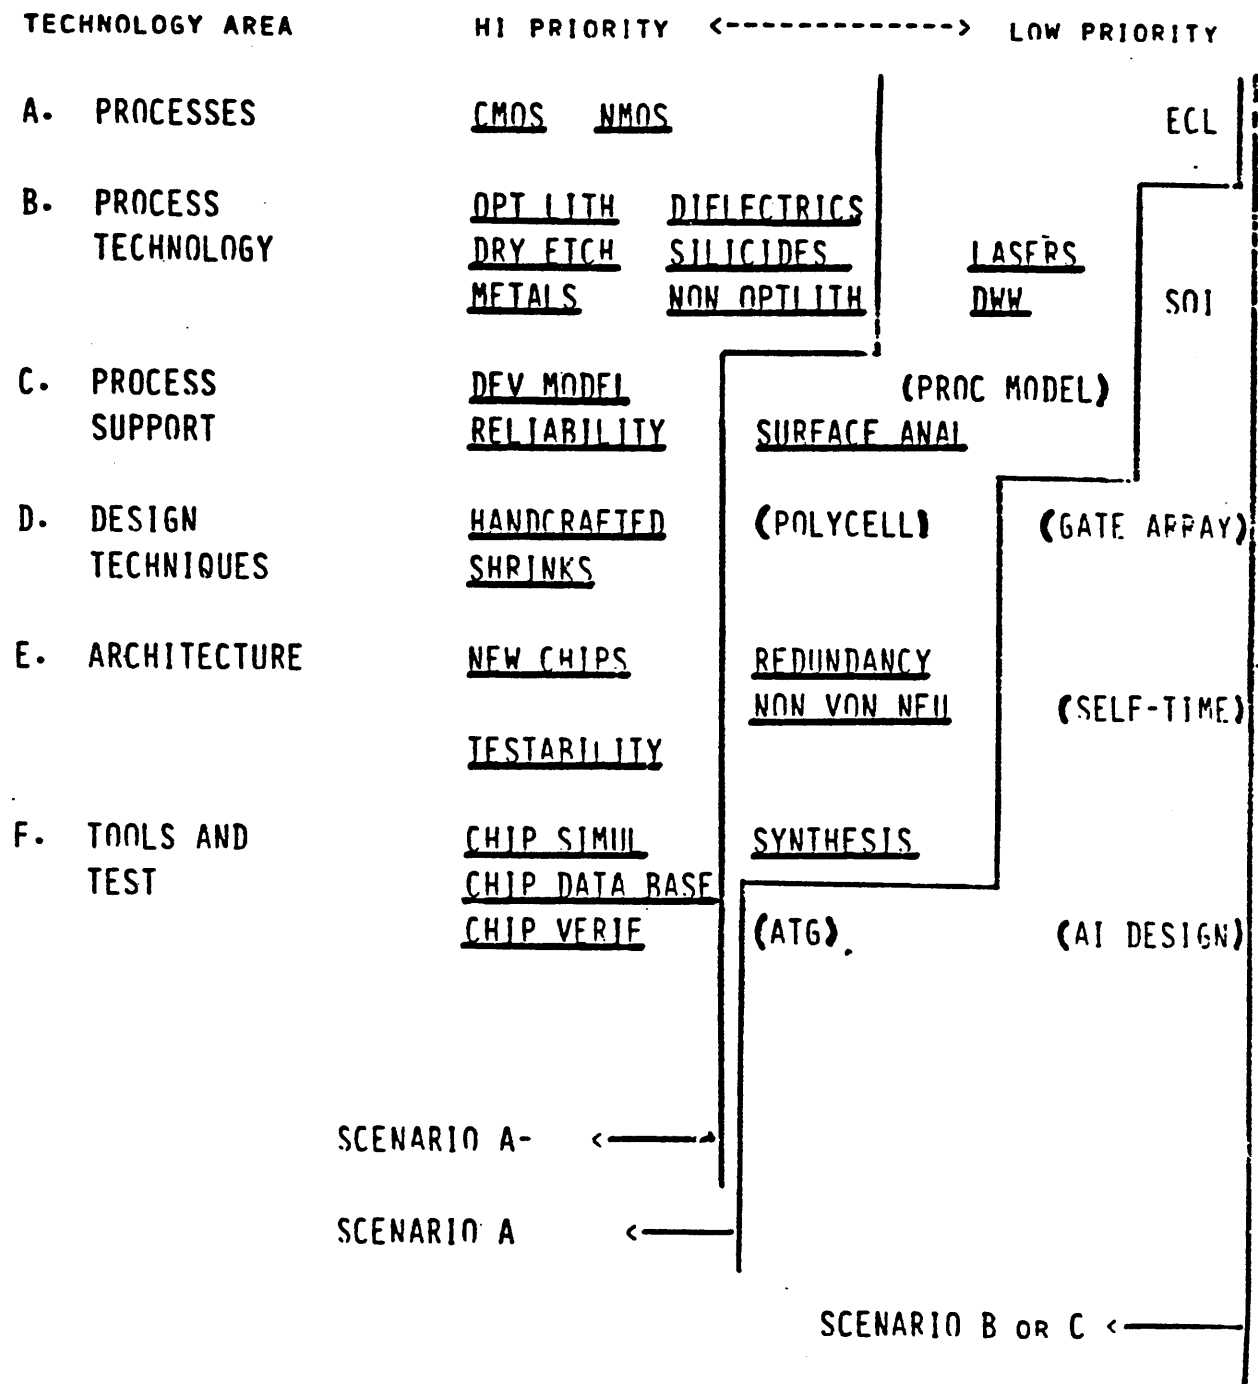 TECHNOLOGY AREA HI PRIORITY <-------------> LOW PRIORITY
A. PROCESSES CMOS NMOS ECL
B. PROCESS OPT LITH DIELECTRICS
TECHNOLOGY DRY ETCH SILICIDES LASERS
METALS NON OPTLITH DWW SOI
C. PROCESS DEV MODEL (PROC MODEL)
SUPPORT RELIABILITY SURFACE ANAL
D. DESIGN HANDCRAFTED (POLYCELL) (GATE ARRAY)
TECHNIQUES SHRINKS
E. ARCHITECTURE NEW CHIPS REDUNDANCY
NON VON NEU (SELF-TIME)
TESTABILITY
F. TOOLS AND CHIP SIMUL SYNTHESIS
TEST CHIP DATA BASE
CHIP VERIF (ATG) (AI DESIGN)
SCENARIO A- <
SCENARIO A <
SCENARIO B OR C <